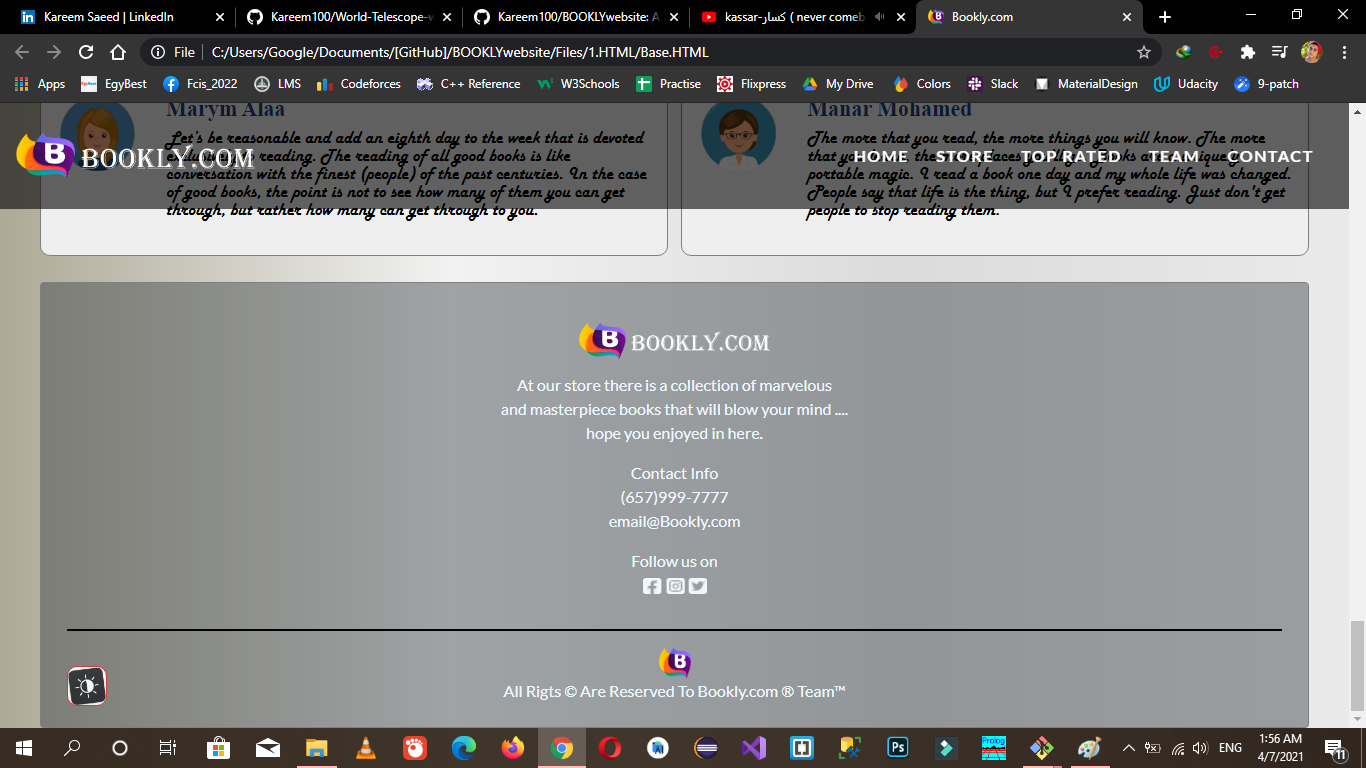 Kareem Saeed | LinkedIn
Kareem100/World-Telescope-w
Kareem100/BOOKLYwebsite: A
kassar-كسار ( never comeb
Bookly.com
File
C:/Users/Google/Documents/[GitHub]/BOOKLYwebsite/Files/1.HTML/Base.HTML
Apps
EgyBest
Fcis_2022
LMS
Codeforces
C++ Reference
W3Schools
Practise
Flixpress
My Drive
Colors
Slack
MaterialDesign
Udacity
9-patch
BOOKLY.COM
HOME
STORE
TOP RATED
TEAM
CONTACT
Marym Alaa
Let's be reasonable and add an eighth day to the week that is devoted
reading. The reading of all good books is like
conversation with the finest (people) of the past centuries. In the case
of good books, the point is not to see how many of them you can get
through, but rather how many can get through to you.
Manar Mohamed
The more that you read, the more things you will know. The more
that you
portable magic. I read a book one day and my whole life was changed.
People say that life is the thing, but I prefer reading. Just don't get
people to stop reading them.
BOOKLY.COM
At our store there is a collection of marvelous
and masterpiece books that will blow your mind ....
hope you enjoyed in here.
Contact Info
(657)999-7777
email@Bookly.com
Follow us on
B
All Rigts © Are Reserved To Bookly.com ® Team™
ENG
1:56 AM
4/7/2021
11